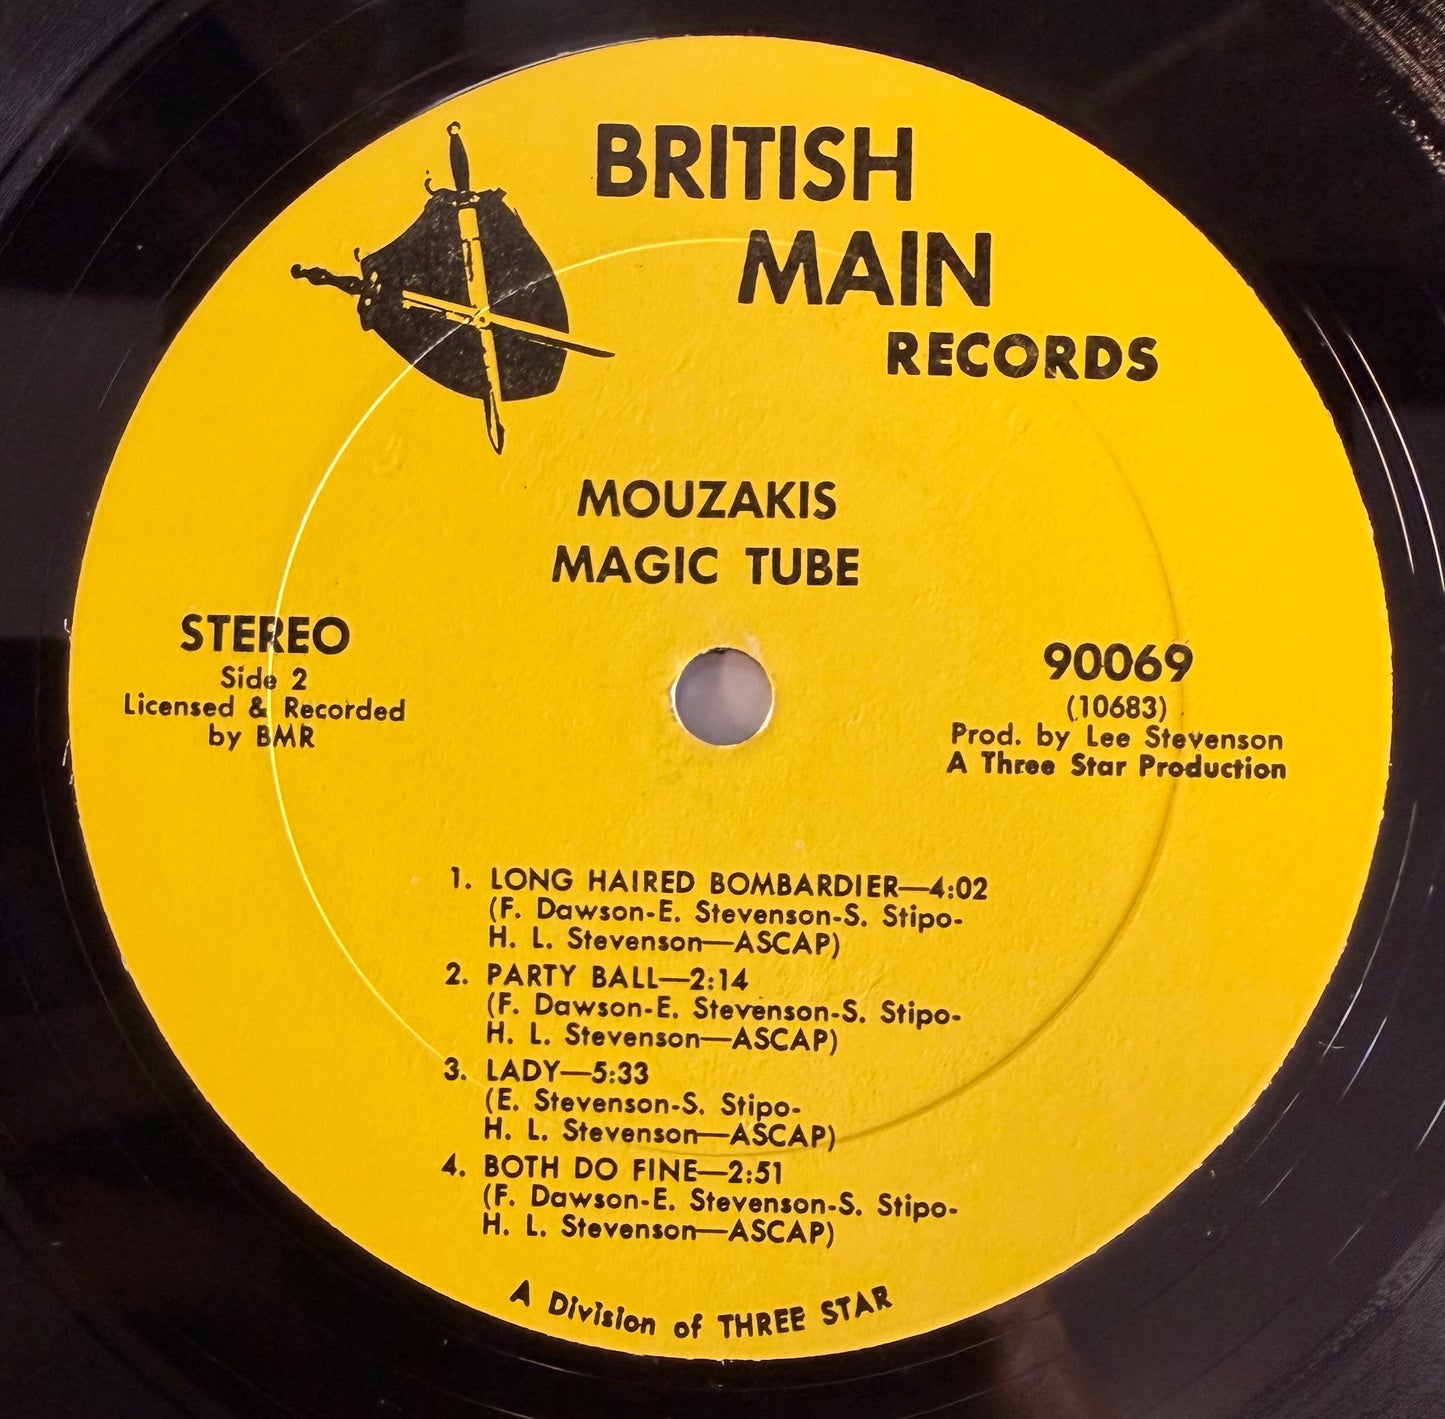 BRITISH
MAIN
RECORDS
MOUZAKIS
MAGIC TUBE
STEREO
Side 2
Licensed & Recorded
by BMR
90069
(10683)
Prod. by Lee Stevenson
A Three Star Production
1. LONG HAIRED BOMBARDIER—4:02
(F. Dawson-E. Stevenson-S. Stipo-
H. L. Stevenson—ASCAP)
2. PARTY BALL—2:14
(F. Dawson-E. Stevenson-S. Stipo-
H. L. Stevenson—ASCAP)
3. LADY—5:33
(E. Stevenson-S. Stipo-
H. L. Stevenson—ASCAP)
4. BOTH DO FINE—2:51
(F. Dawson-E. Stevenson-S. Stipo-
H. L. Stevenson—ASCAP)
A Division of THREE STAR